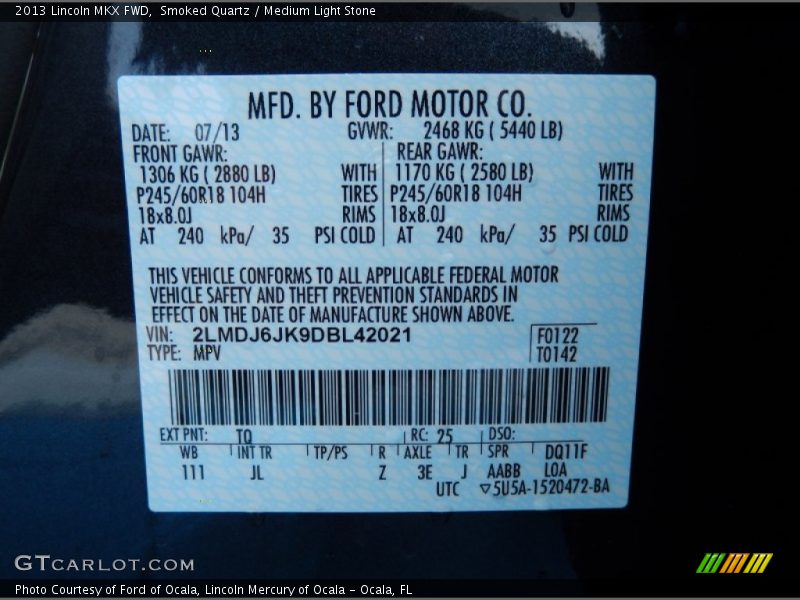 2013 Lincoln MKX FWD, Smoked Quartz / Medium Light Stone
MFD. BY FORD MOTOR CO.
DATE: 07/13 GVWR: 2468 KG ( 5440 LB)
FRONT GAWR: REAR GAWR:
1306 KG ( 2880 LB) WITH 1170 KG ( 2580 LB) WITH
P245/60R18 104H TIRES P245/60R18 104H TIRES
18x8.0J RIMS 18x8.0J RIMS
AT 240 kPa/ 35 PSI COLD AT 240 kPa/ 35 PSI COLD
THIS VEHICLE CONFORMS TO ALL APPLICABLE FEDERAL MOTOR
VEHICLE SAFETY AND THEFT PREVENTION STANDARDS IN
EFFECT ON THE DATE OF MANUFACTURE SHOWN ABOVE.
VIN: 2LMDJ6JK9DBL42021 F0122
TYPE: MPV T0142
EXT PNT: TQ RC: 25 DSO:
WB INT TR TP/PS R AXLE TR SPR DQ11F
111 JL Z 3E J AABB L0A
UTC ▽5U5A-1520472-BA
GTCARLOT.COM
Photo Courtesy of Ford of Ocala, Lincoln Mercury of Ocala - Ocala, FL